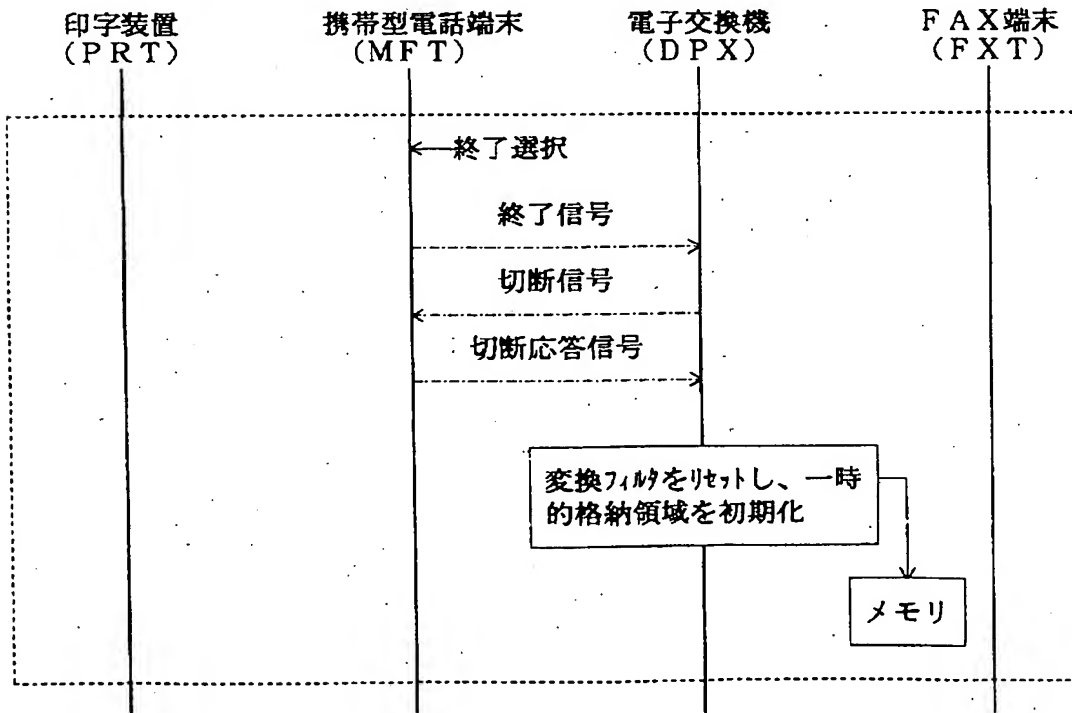 印字装置
(PRT)
携帯型電話端末
(MFT)
電子交換機
(DPX)
FAX端末
(FXT)
終了選択
終了信号
切断信号
切断応答信号
変換フィルタをリセットし、一時
的格納領域を初期化
メモリ